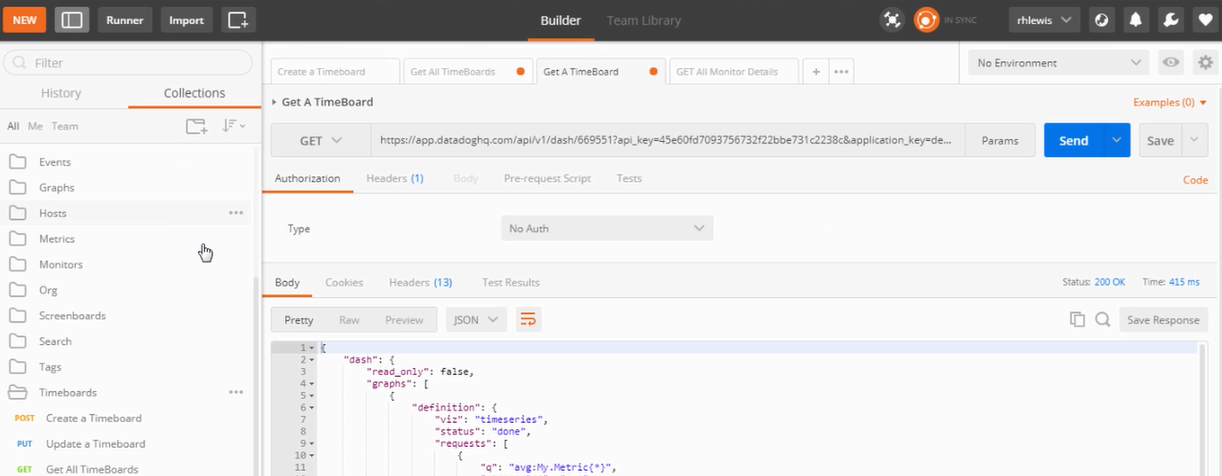 NEW Runner Import Builder Team Library IN SYNC rhlewis
Filter
History Collections
All Me Team
Events
Graphs
Hosts
Metrics
Monitors
Org
Screenboards
Search
Tags
Timeboards
POST Create a Timeboard
PUT Update a Timeboard
GET Get All TimeBoards
Create a Timeboard Get All TimeBoards Get A TimeBoard GET All Monitor Details + No Environment
Get A TimeBoard Examples (0)
GET https://app.datadoghq.com/api/v1/dash/669551?api_key=45e60fd7093756732f22bbe731c2238c&application_key=de... Params Send Save
Authorization Headers (1) Body Pre-request Script Tests Code
Type No Auth
Body Cookies Headers (13) Test Results Status: 200 OK Time: 415 ms
Pretty Raw Preview JSON Save Response
1 {
2 "dash": {
3 "read_only": false,
4 "graphs": [
5 {
6 "definition": {
7 "viz": "timeseries",
8 "status": "done",
9 "requests": [
10 {
11 "q": "avg:My.Metric{*}",